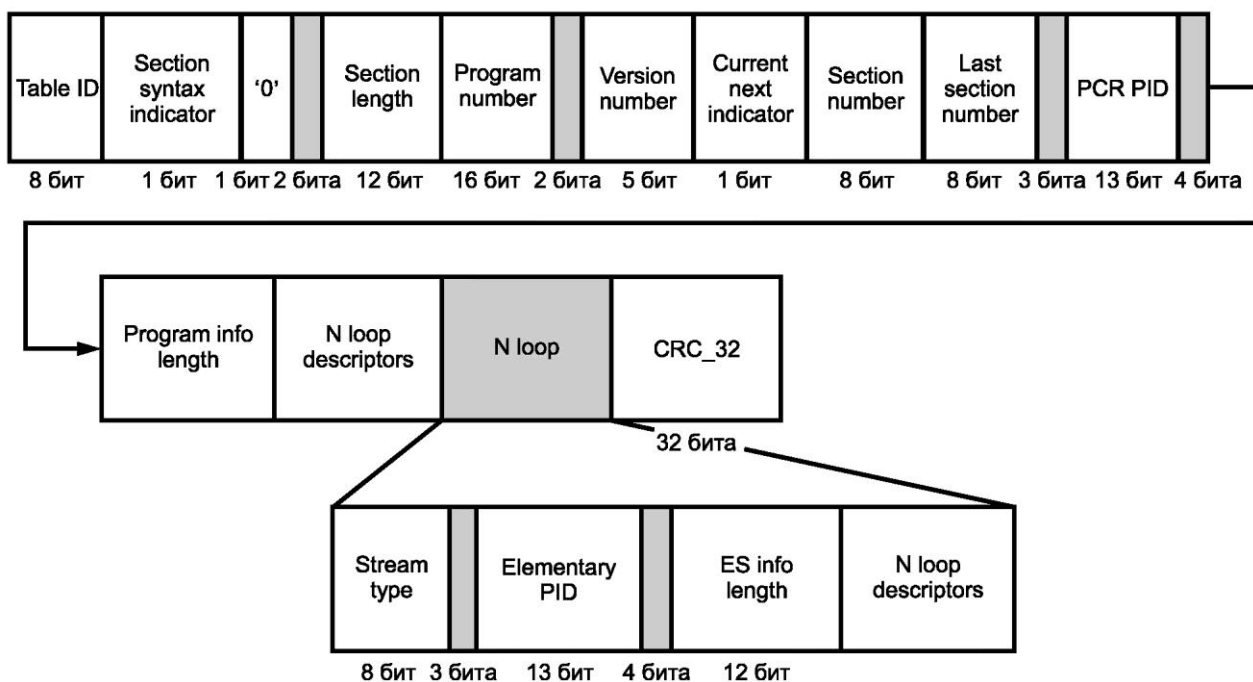 Table ID
Section
syntax
indicator
‘0’
Section
length
Program
number
Version
number
Current
next
indicator
Section
number
Last
section
number
PCR PID
8 бит
1 бит
1 бит
2 бита
12 бит
16 бит
2 бита
5 бит
1 бит
8 бит
8 бит
3 бита
13 бит
4 бита
Program info
length
N loop
descriptors
N loop
CRC_32
32 бита
Stream
type
Elementary
PID
ES info
length
N loop
descriptors
8 бит
3 бита
13 бит
4 бита
12 бит